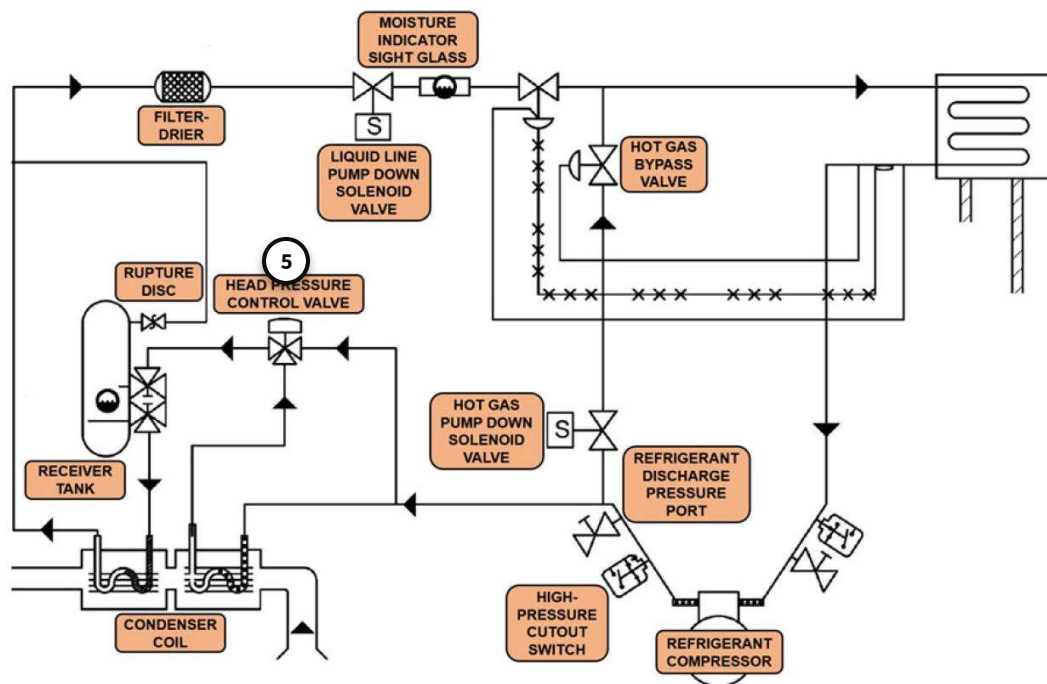 MOISTURE
INDICATOR
SIGHT GLASS
FILTER-
DRIER
S
LIQUID LINE
PUMP DOWN
SOLENOID
VALVE
HOT GAS
BYPASS
VALVE
5
RUPTURE
DISC
HEAD PRESSURE
CONTROL VALVE
HOT GAS
PUMP DOWN
SOLENOID
VALVE
S
REFRIGERANT
DISCHARGE
PRESSURE
PORT
RECEIVER
TANK
CONDENSER
COIL
HIGH-
PRESSURE
CUTOUT
SWITCH
REFRIGERANT
COMPRESSOR